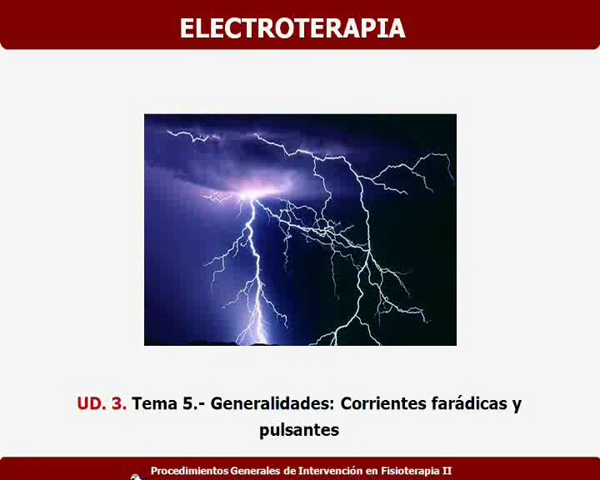 ELECTROTERAPIA
UD. 3. Tema 5.- Generalidades: Corrientes farádicas y
pulsantes
Procedimientos Generales de Intervención en Fisioterapia II